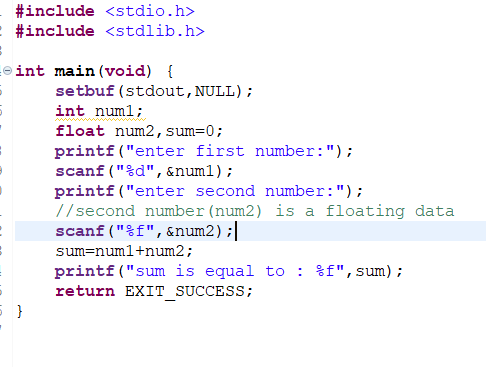 #include <stdio.h>
#include <stdlib.h>
int main(void) {
setbuf(stdout,NULL);
int num1;
float num2,sum=0;
printf("enter first number:");
scanf("%d",&num1);
printf("enter second number:");
//second number(num2) is a floating data
scanf("%f",&num2);
sum=num1+num2;
printf("sum is equal to : %f",sum);
return EXIT_SUCCESS;
}